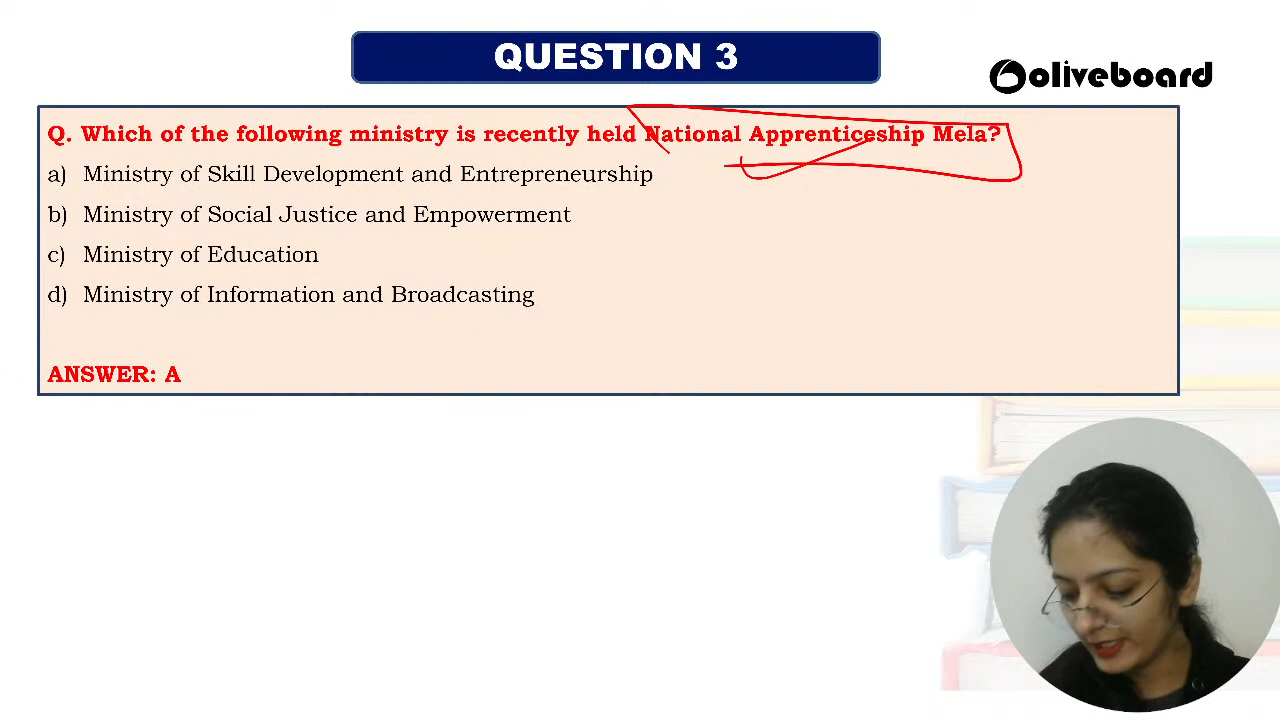 QUESTION 3
oliveboard
Q. Which of the following ministry is recently held National Apprenticeship Mela?
a) Ministry of Skill Development and Entrepreneurship
b) Ministry of Social Justice and Empowerment
c) Ministry of Education
d) Ministry of Information and Broadcasting
ANSWER: A